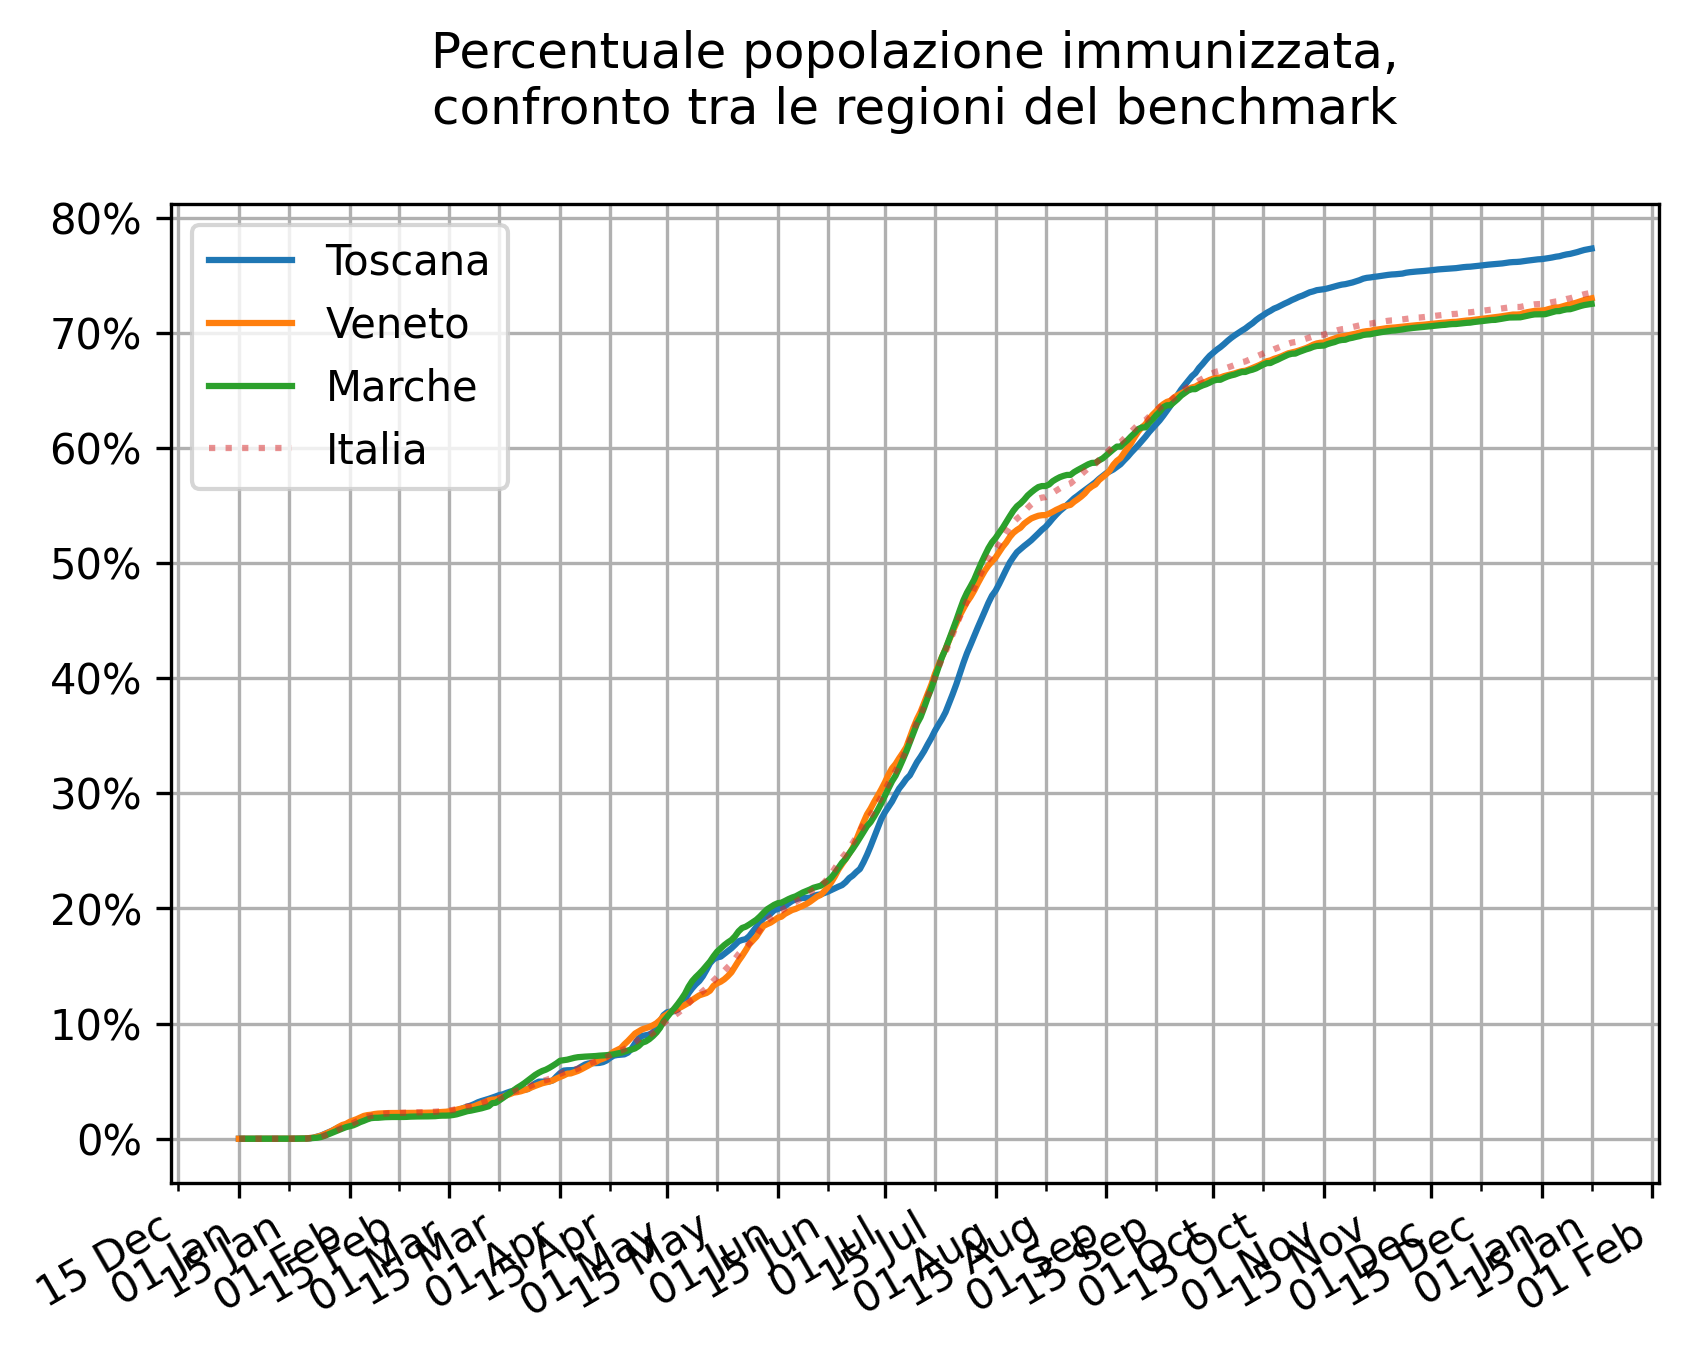 Percentuale popolazione immunizzata,
confronto tra le regioni del benchmark
80%
70%
60%
50%
40%
30%
20%
10%
0%
Toscana
Veneto
Marche
Italia
15 Dec
01 Jan
15 Jan
01 Feb
15 Feb
01 Mar
15 Mar
01 Apr
15 Apr
01 May
15 May
01 Jun
15 Jun
01 Jul
15 Jul
01 Aug
15 Aug
01 Sep
15 Sep
01 Oct
15 Oct
01 Nov
15 Nov
01 Dec
15 Dec
01 Jan
15 Jan
01 Feb